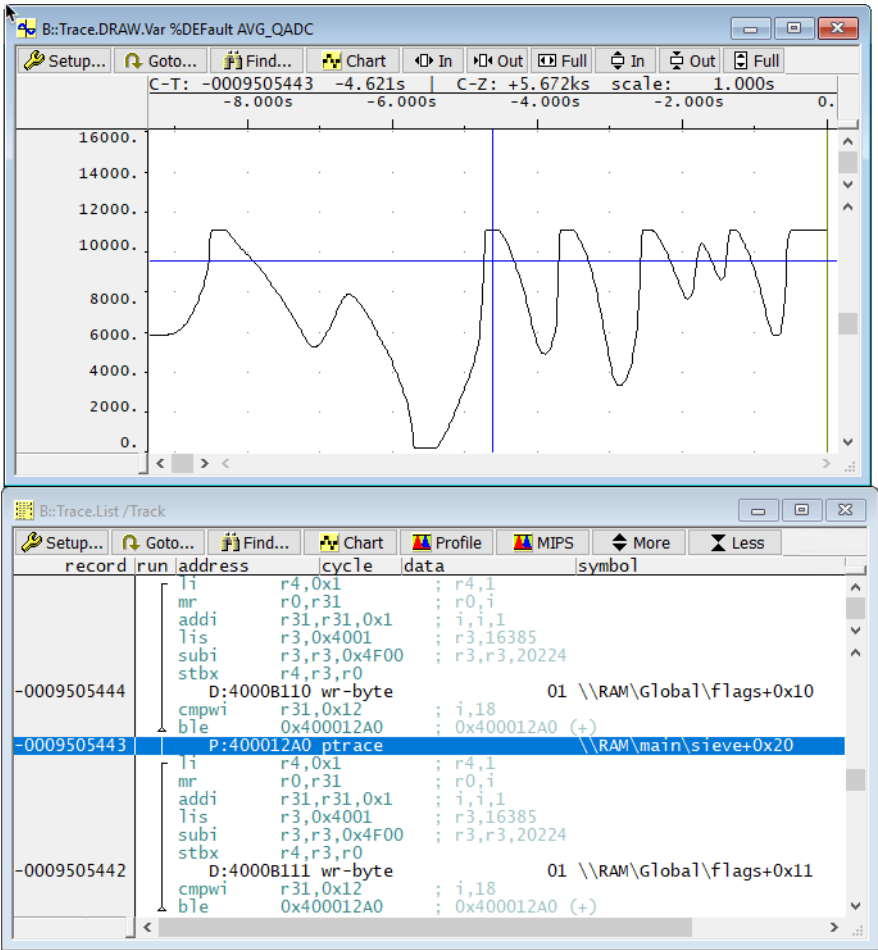 B::Trace.DRAW.Var %DEFault AVG_QADC
Setup... Goto... Find... Chart In Out Full In Out Full
C-T: -0009505443 -4.621s | C-Z: +5.672ks scale: 1.000s
-8.000s -6.000s -4.000s -2.000s 0.
16000.
14000.
12000.
10000.
8000.
6000.
4000.
2000.
0.
B::Trace.List /Track
Setup... Goto... Find... Chart Profile MIPS More Less
record run address cycle data symbol
li r4,0x1 ; r4,1
mr r0,r31 ; r0,i
addi r31,r31,0x1 ; i,i,1
lis r3,0x4001 ; r3,16385
subi r3,r3,0x4F00 ; r3,r3,20224
stbx r4,r3,r0
-0009505444 D:4000B110 wr-byte 01 \\RAM\Global\flags+0x10
cmpwi r31,0x12 ; i,18
ble 0x400012A0 ; 0x400012A0 (+)
-0009505443 P:400012A0 ptrace \\RAM\main\sieve+0x20
li r4,0x1 ; r4,1
mr r0,r31 ; r0,i
addi r31,r31,0x1 ; i,i,1
lis r3,0x4001 ; r3,16385
subi r3,r3,0x4F00 ; r3,r3,20224
stbx r4,r3,r0
-0009505442 D:4000B111 wr-byte 01 \\RAM\Global\flags+0x11
cmpwi r31,0x12 ; i,18
ble 0x400012A0 ; 0x400012A0 (+)